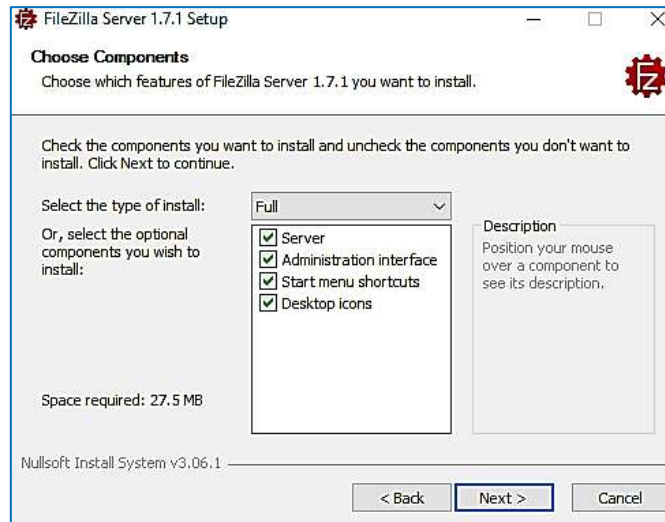 FileZilla Server 1.7.1 Setup
Choose Components
Choose which features of FileZilla Server 1.7.1 you want to install.
Fz
Check the components you want to install and uncheck the components you don't want to
install. Click Next to continue.
Select the type of install:
Full
Or, select the optional
components you wish to
install:
Server
Administration interface
Start menu shortcuts
Desktop icons
Description
Position your mouse
over a component to
see its description.
Space required: 27.5 MB
Nullsoft Install System v3.06.1
< Back
Next >
Cancel